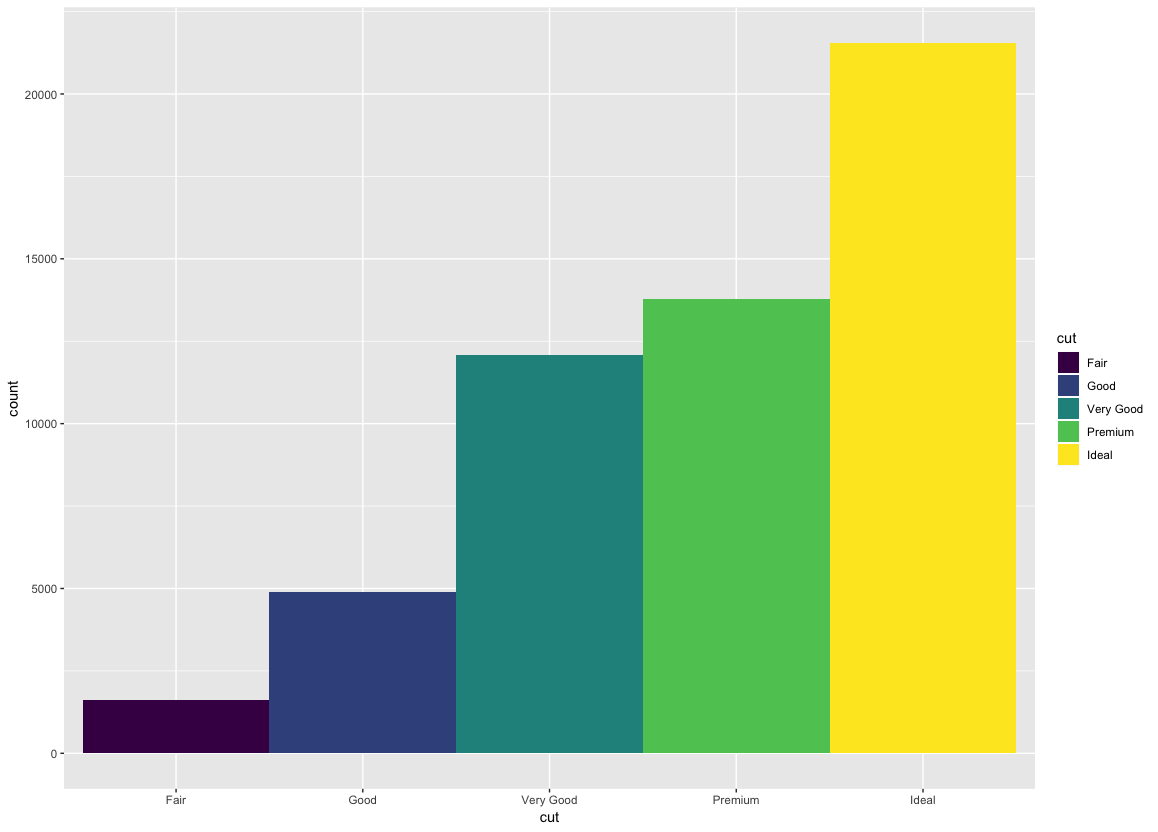 20000
15000
10000
5000
0
count
Fair
Good
Very Good
Premium
Ideal
cut
cut
Fair
Good
Very Good
Premium
Ideal